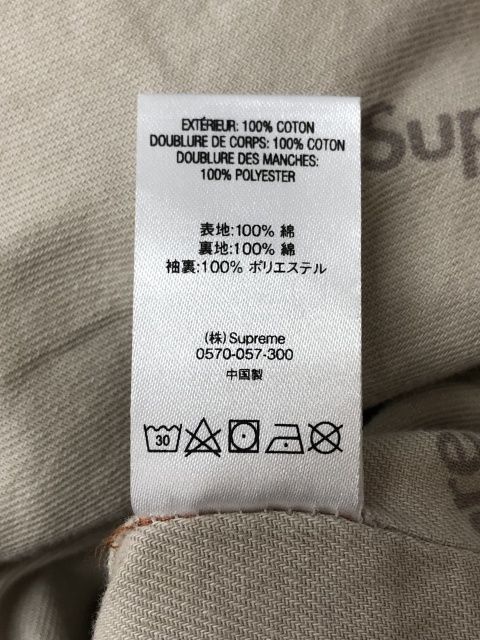 EXTÉRIEUR: 100% COTON
DOUBLURE DE CORPS: 100% COTON
DOUBLURE DES MANCHES:
100% POLYESTER
表地:100% 綿
裏地:100% 綿
袖裏:100% ポリエステル
(株) Supreme
0570-057-300
中国製
30
Sup
re